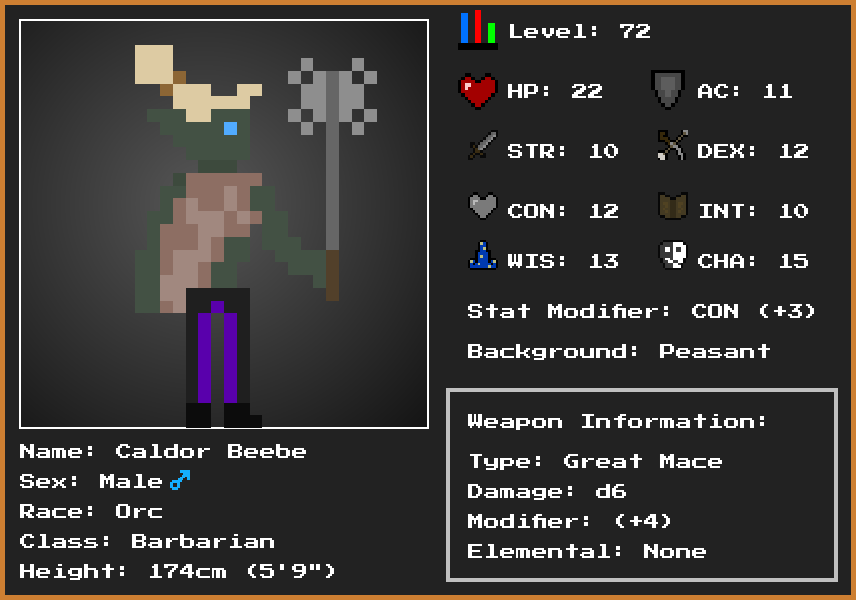 Level: 72
HP: 22
AC: 11
STR: 10
DEX: 12
CON: 12
INT: 10
WIS: 13
CHA: 15
Stat Modifier: CON (+3)
Background: Peasant
Weapon Information:
Type: Great Mace
Damage: d6
Modifier: (+4)
Elemental: None
Name: Caldor Beebe
Sex: Male ♂
Race: Orc
Class: Barbarian
Height: 174cm (5'9")